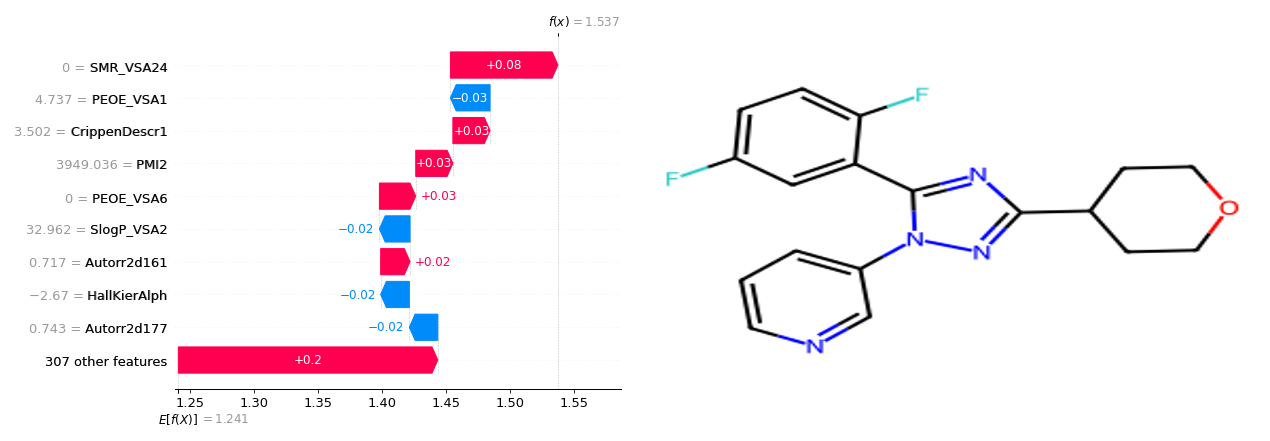 f(x) = 1.537
0 = SMR_VSA24
+0.08
4.737 = PEOE_VSA1
−0.03
3.502 = CrippenDescr1
+0.03
3949.036 = PMI2
+0.03
0 = PEOE_VSA6
+0.03
32.962 = SlogP_VSA2
−0.02
0.717 = Autorr2d161
+0.02
−2.67 = HallKierAlph
−0.02
0.743 = Autorr2d177
−0.02
307 other features
+0.2
1.25 1.30 1.35 1.40 1.45 1.50 1.55
E[f(X)] = 1.241
F
F
N
N
N
O
N